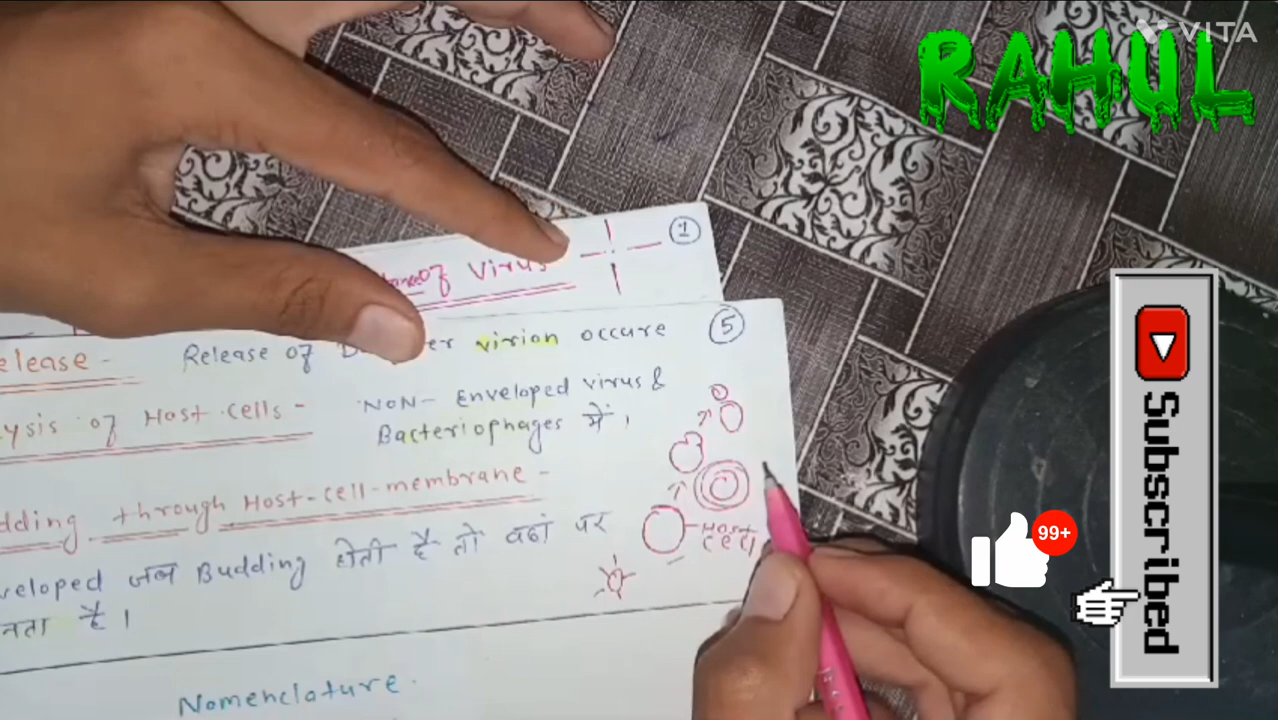 VITA
RAHUL
of Virus
1
5
elease - Release of er virion occure
ysis of Host cells - NON-Enveloped virus &
Bacteriophages में ।
dding through Host-cell-membrane -
veloped जब Budding होती है तो वहां पर
नता है ।
HOST
CEll
Nomenclature.
Subscribed
99+